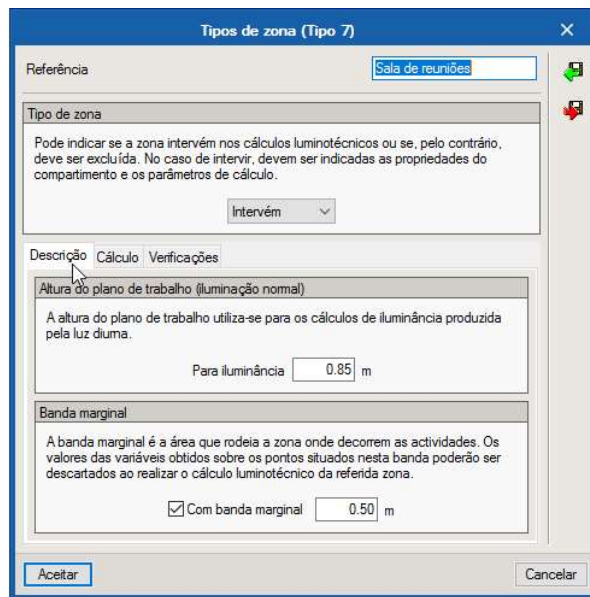 Tipos de zona (Tipo 7)
Referência
Sala de reuniões
Tipo de zona
Pode indicar se a zona intervém nos cálculos luminotécnicos ou se, pelo contrário,
deve ser excluída. No caso de intervir, devem ser indicadas as propriedades do
compartimento e os parâmetros de cálculo.
Intervém
Descrição Cálculo Verificações
Altura do plano de trabalho (iluminação normal)
A altura do plano de trabalho utiliza-se para os cálculos de iluminância produzida
pela luz diurna.
Para iluminância 0.85 m
Banda marginal
A banda marginal é a área que rodeia a zona onde decorrem as actividades. Os
valores das variáveis obtidos sobre os pontos situados nesta banda poderão ser
descartados ao realizar o cálculo luminotécnico da referida zona.
Com banda marginal 0.50 m
Aceitar
Cancelar